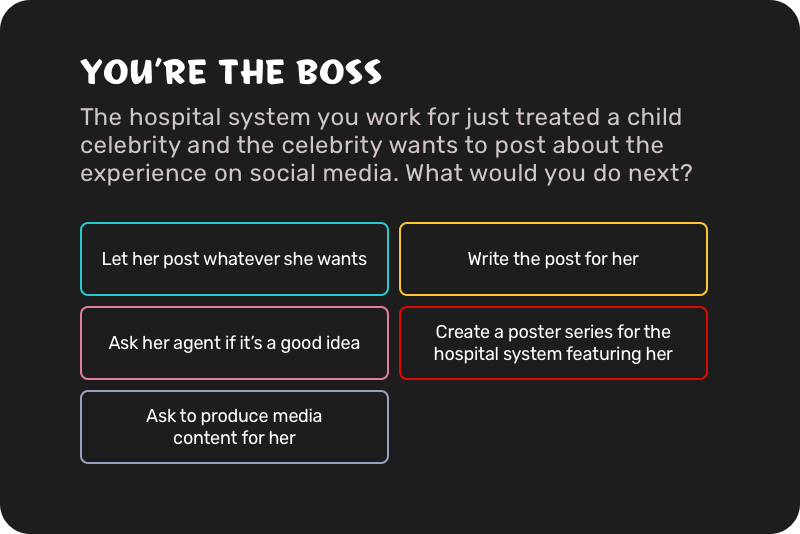 YOU'RE THE BOSS
The hospital system you work for just treated a child
celebrity and the celebrity wants to post about the
experience on social media. What would you do next?
Let her post whatever she wants
Write the post for her
Ask her agent if it's a good idea
Create a poster series for the
hospital system featuring her
Ask to produce media
content for her